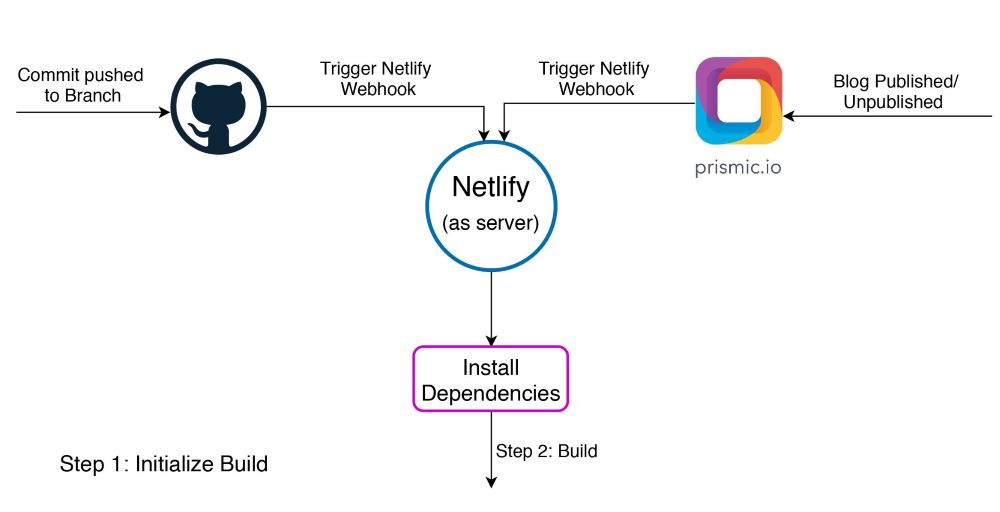 Commit pushed
to Branch
Trigger Netlify
Webhook
Trigger Netlify
Webhook
Blog Published/
Unpublished
prismic.io
Netlify
(as server)
Install
Dependencies
Step 2: Build
Step 1: Initialize Build